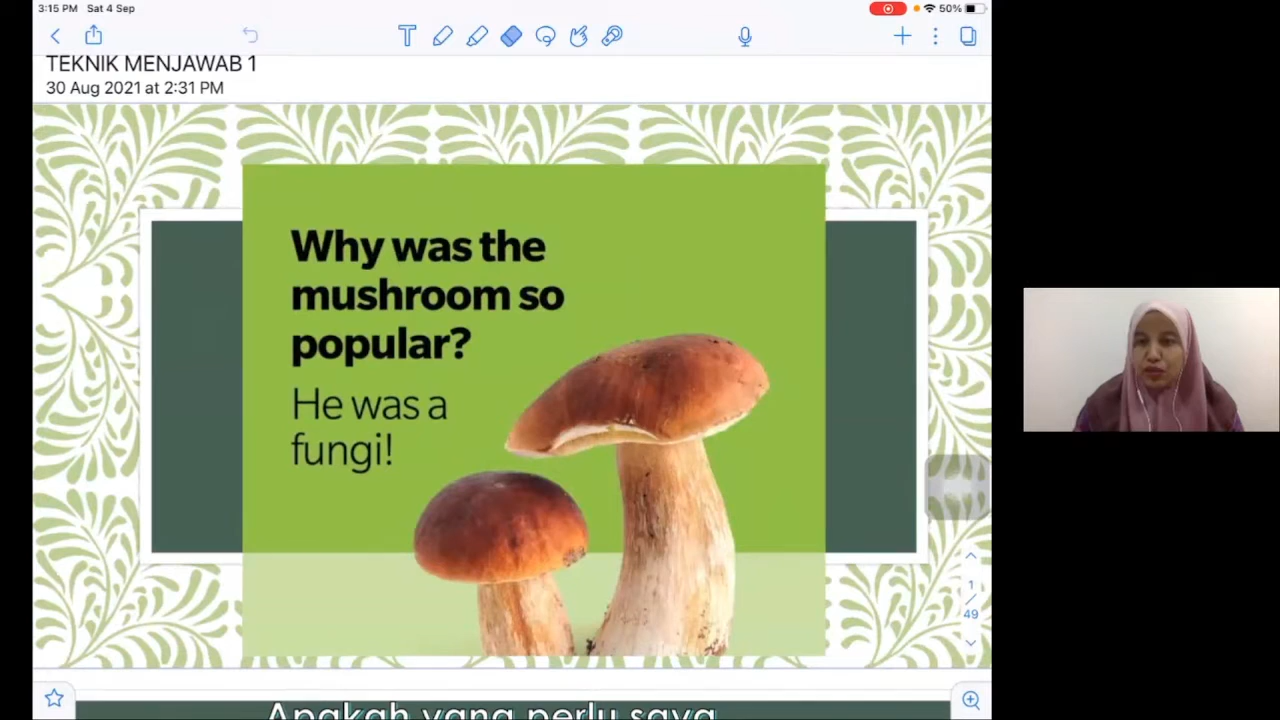 3:15 PM Sat 4 Sep
50%
TEKNIK MENJAWAB 1
30 Aug 2021 at 2:31 PM
Why was the
mushroom so
popular?
He was a
fungi!
1
/
49
Apakah yang perlu saya